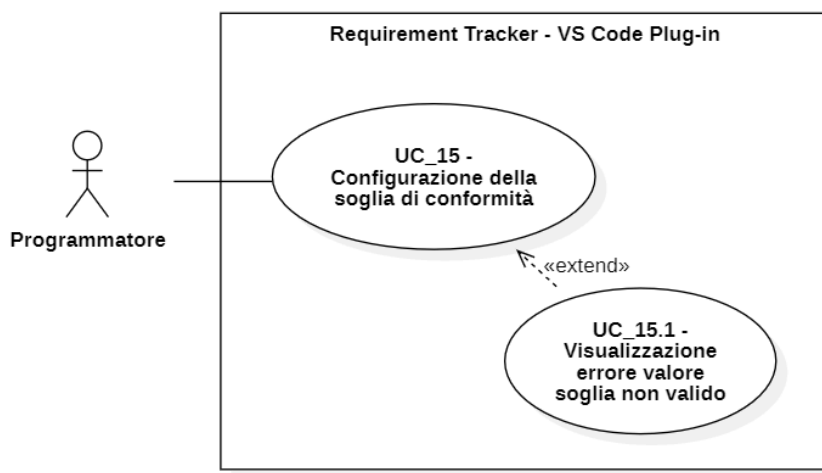 Requirement Tracker - VS Code Plug-in
UC_15 -
Configurazione della
soglia di conformità
Programmatore
«extend»
UC_15.1 -
Visualizzazione
errore valore
soglia non valido